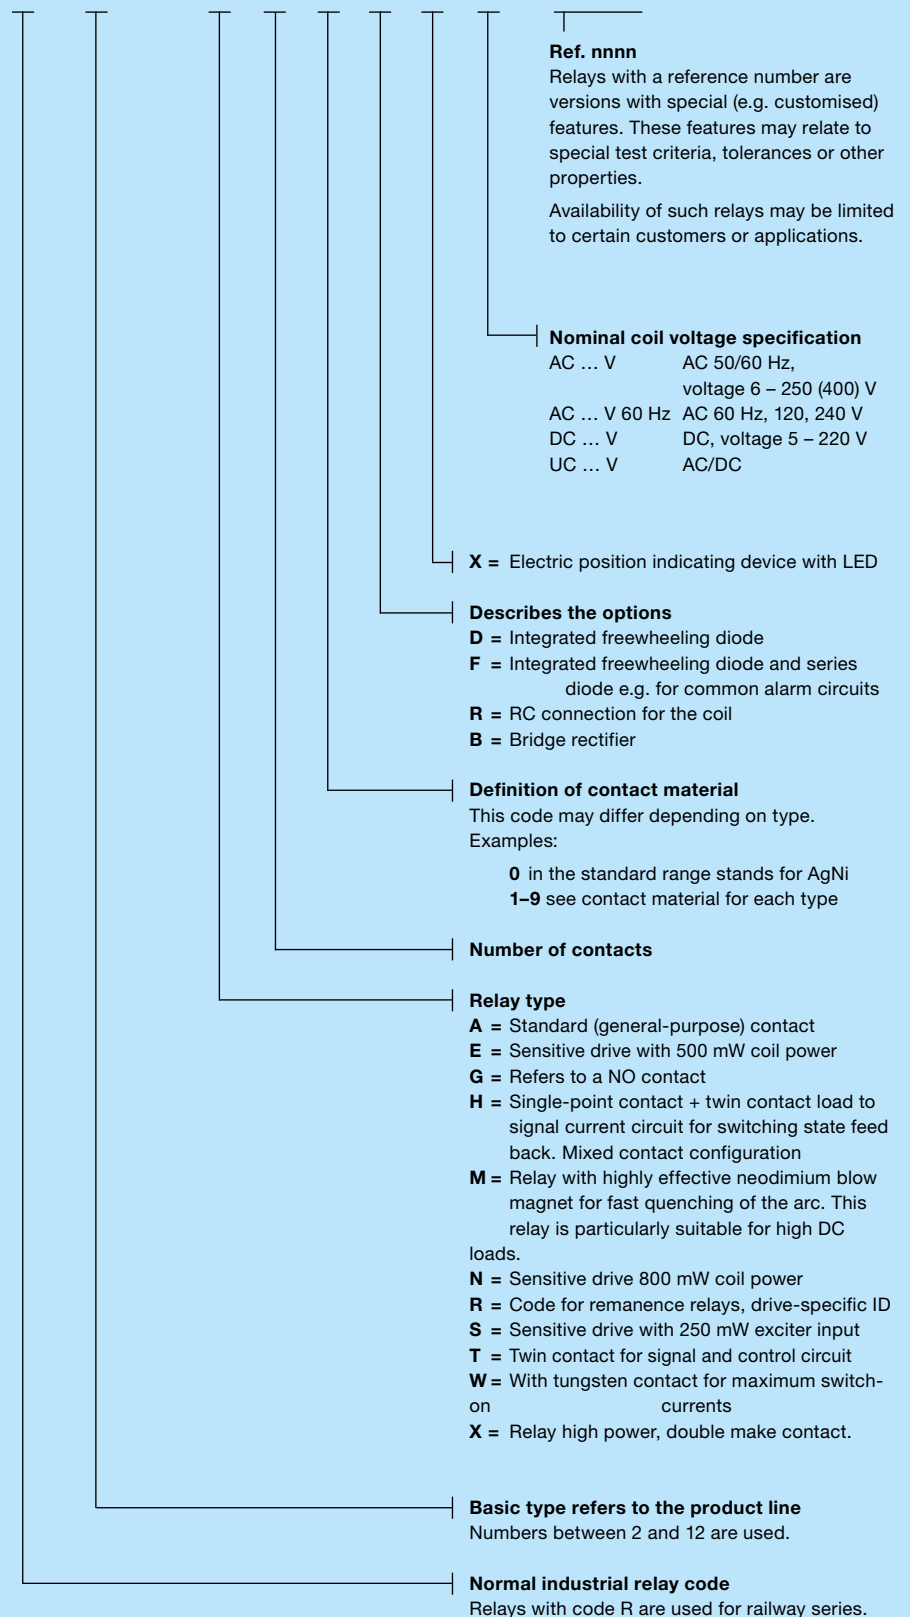 Ref. nnnn
Relays with a reference number are
versions with special (e.g. customised)
features. These features may relate to
special test criteria, tolerances or other
properties.
Availability of such relays may be limited
to certain customers or applications.
Nominal coil voltage specification
AC … V AC 50/60 Hz,
voltage 6 – 250 (400) V
AC … V 60 Hz AC 60 Hz, 120, 240 V
DC … V DC, voltage 5 – 220 V
UC … V AC/DC
X = Electric position indicating device with LED
Describes the options
D = Integrated freewheeling diode
F = Integrated freewheeling diode and series
diode e.g. for common alarm circuits
R = RC connection for the coil
B = Bridge rectifier
Definition of contact material
This code may differ depending on type.
Examples:
0 in the standard range stands for AgNi
1–9 see contact material for each type
Number of contacts
Relay type
A = Standard (general-purpose) contact
E = Sensitive drive with 500 mW coil power
G = Refers to a NO contact
H = Single-point contact + twin contact load to
signal current circuit for switching state feed
back. Mixed contact configuration
M = Relay with highly effective neodimium blow
magnet for fast quenching of the arc. This
relay is particularly suitable for high DC
loads.
N = Sensitive drive 800 mW coil power
R = Code for remanence relays, drive-specific ID
S = Sensitive drive with 250 mW exciter input
T = Twin contact for signal and control circuit
W = With tungsten contact for maximum switch-
on currents
X = Relay high power, double make contact.
Basic type refers to the product line
Numbers between 2 and 12 are used.
Normal industrial relay code
Relays with code R are used for railway series.